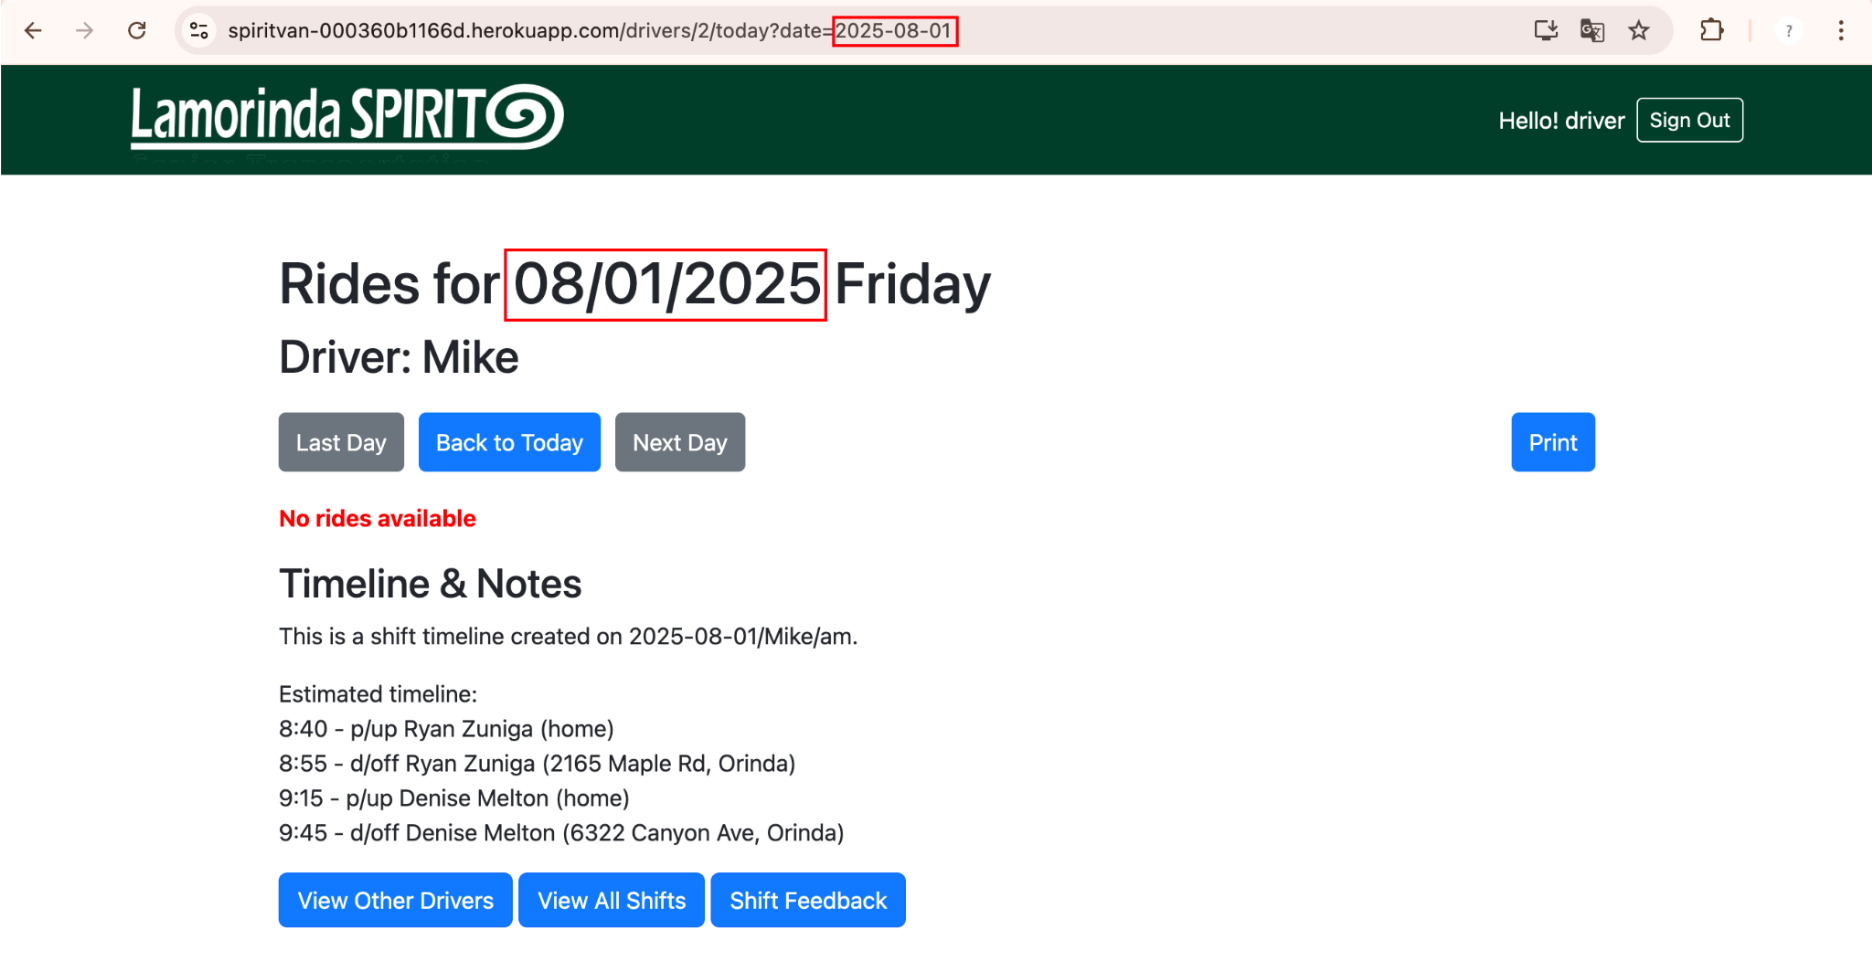 spiritvan-000360b1166d.herokuapp.com/drivers/2/today?date=2025-08-01
?
Lamorinda SPIRIT
Hello! driver
Sign Out
Rides for 08/01/2025 Friday
Driver: Mike
Last Day
Back to Today
Next Day
Print
No rides available
Timeline & Notes
This is a shift timeline created on 2025-08-01/Mike/am.
Estimated timeline:
8:40 - p/up Ryan Zuniga (home)
8:55 - d/off Ryan Zuniga (2165 Maple Rd, Orinda)
9:15 - p/up Denise Melton (home)
9:45 - d/off Denise Melton (6322 Canyon Ave, Orinda)
View Other Drivers
View All Shifts
Shift Feedback